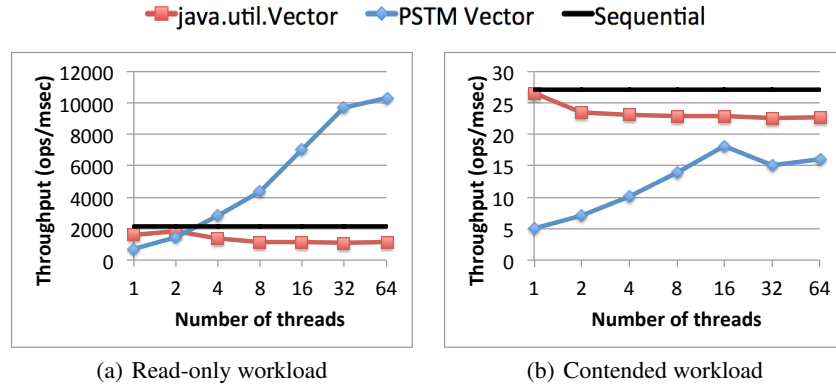 java.util.Vector PSTM Vector Sequential
Throughput (ops/msec)
12000
10000
8000
6000
4000
2000
0
1 2 4 8 16 32 64
Number of threads
(a) Read-only workload
Throughput (ops/msec)
30
25
20
15
10
5
0
1 2 4 8 16 32 64
Number of threads
(b) Contended workload